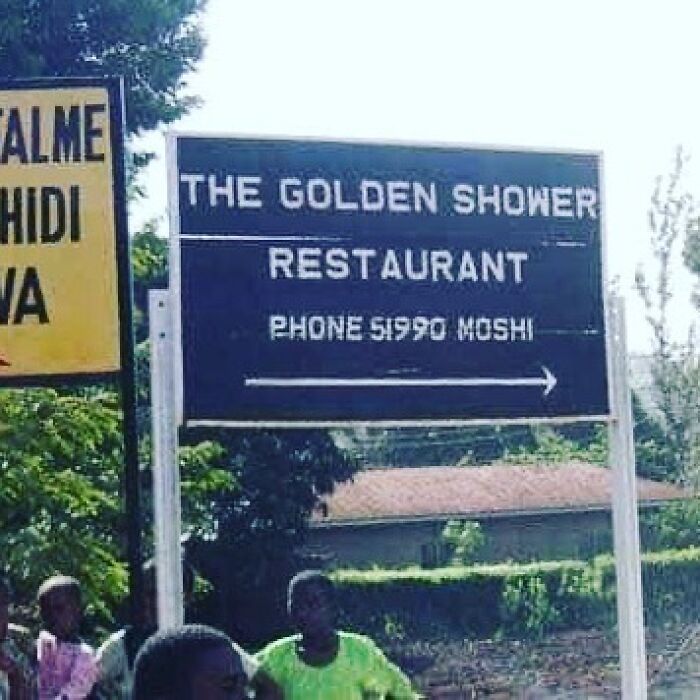 TALME
HIDI
WA
THE GOLDEN SHOWER
RESTAURANT
PHONE 51990 MOSHI